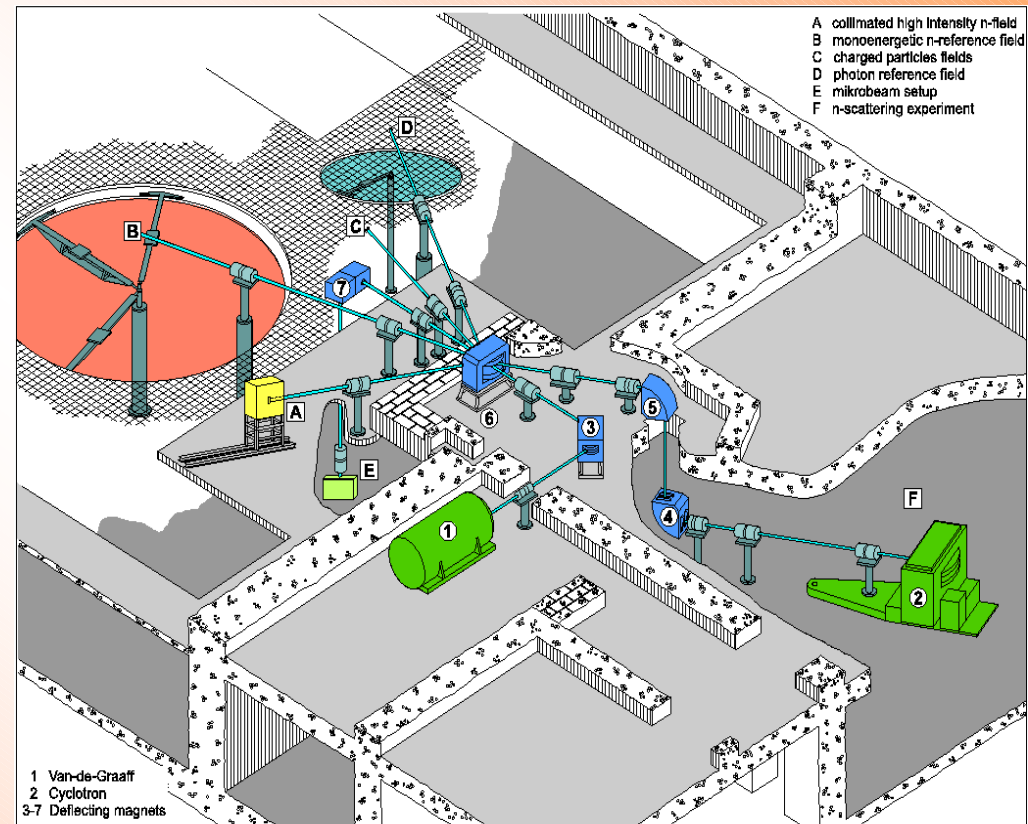 A collimated high intensity n-field
B monoenergetic n-reference field
C charged particles fields
D photon reference field
E mikrobeam setup
F n-scattering experiment
D
C
B
7
A
6
5
3
E
4
F
1
2
1 Van-de-Graaff
2 Cyclotron
3-7 Deflecting magnets